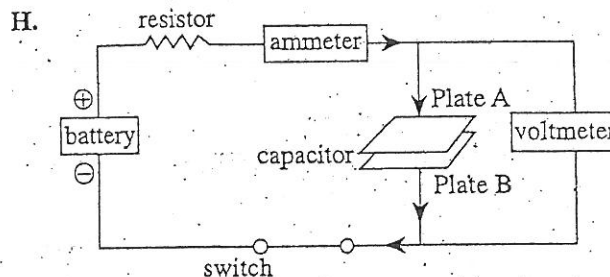 H.
resistor
ammeter
⊕
battery
⊖
Plate A
capacitor
voltmeter
Plate B
switch